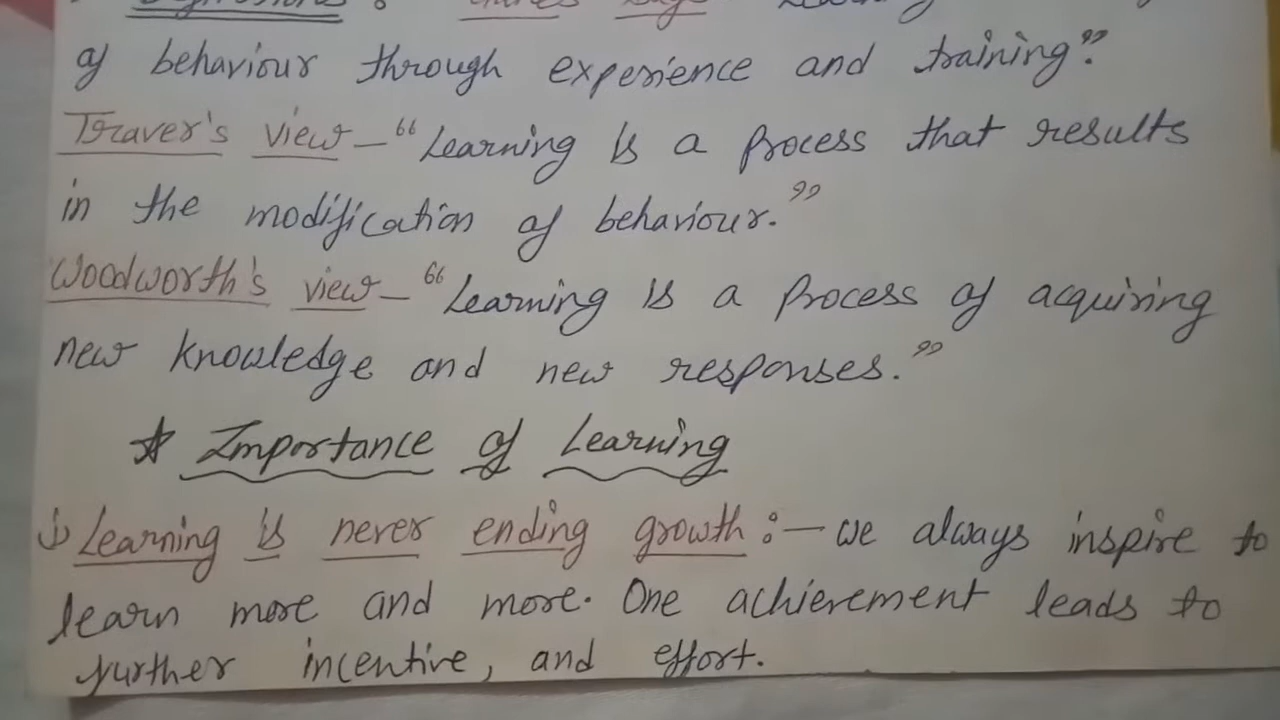 of behaviour through experience and training”.
Traver's view – “Learning is a process that results
in the modification of behaviour.”
Woodworth's view – “Learning is a process of acquiring
new knowledge and new responses.”
☆ Importance of Learning
i) Learning is never ending growth :– we always inspire to
learn more and more. One achievement leads to
further incentive, and effort.